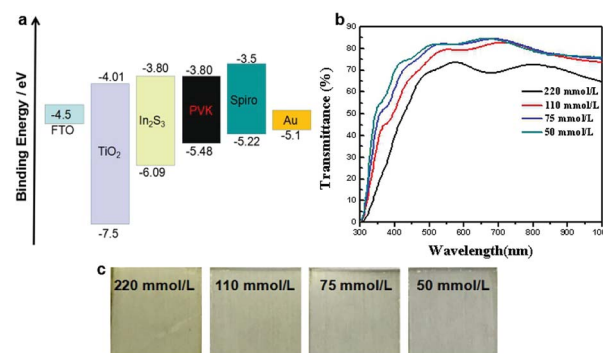 a
b
Binding Energy / eV
-3.5
-3.80
-3.80
-4.01
-4.5
FTO
TiO2
In2S3
PVK
Spiro
Au
-5.1
-5.22
-5.48
-6.09
-7.5
Transmittance (%)
90
80
70
60
50
40
30
20
10
0
220 mmol/L
110 mmol/L
75 mmol/L
50 mmol/L
300 400 500 600 700 800 900 1000
Wavelength(nm)
c
220 mmol/L 110 mmol/L 75 mmol/L 50 mmol/L